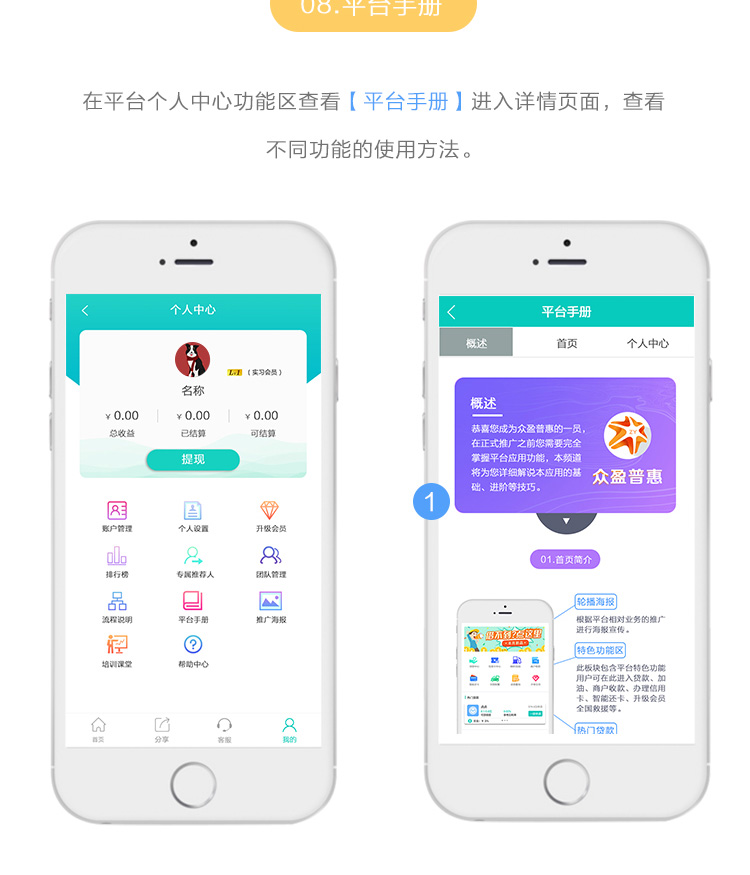 08.平台手册
在平台个人中心功能区查看【平台手册】进入详情页面，查看
不同功能的使用方法。
个人中心
Lv1（实习会员）
名称
￥0.00 ￥0.00 ￥0.00
总收益 已结算 可结算
提现
账户管理 个人设置 升级会员
排行榜 专属推荐人 团队管理
流程说明 平台手册 推广海报
培训课堂 帮助中心
首页 分享 客服 我的
平台手册
概述 首页 个人中心
概述
恭喜您成为众盈普惠的一员，
在正式推广之前您需要完全
掌握平台应用功能，本频道
将为您详细解说本应用的基
础、进阶等技巧。
众盈普惠
1
01.首页简介
轮播海报
根据平台相对业务的推广
进行海报宣传。
特色功能区
此板块包含平台特色功能
用户可在此进入贷款、加
油、商户收款、办理信用
卡、智能还卡、升级会员
全国救援等。
热门贷款